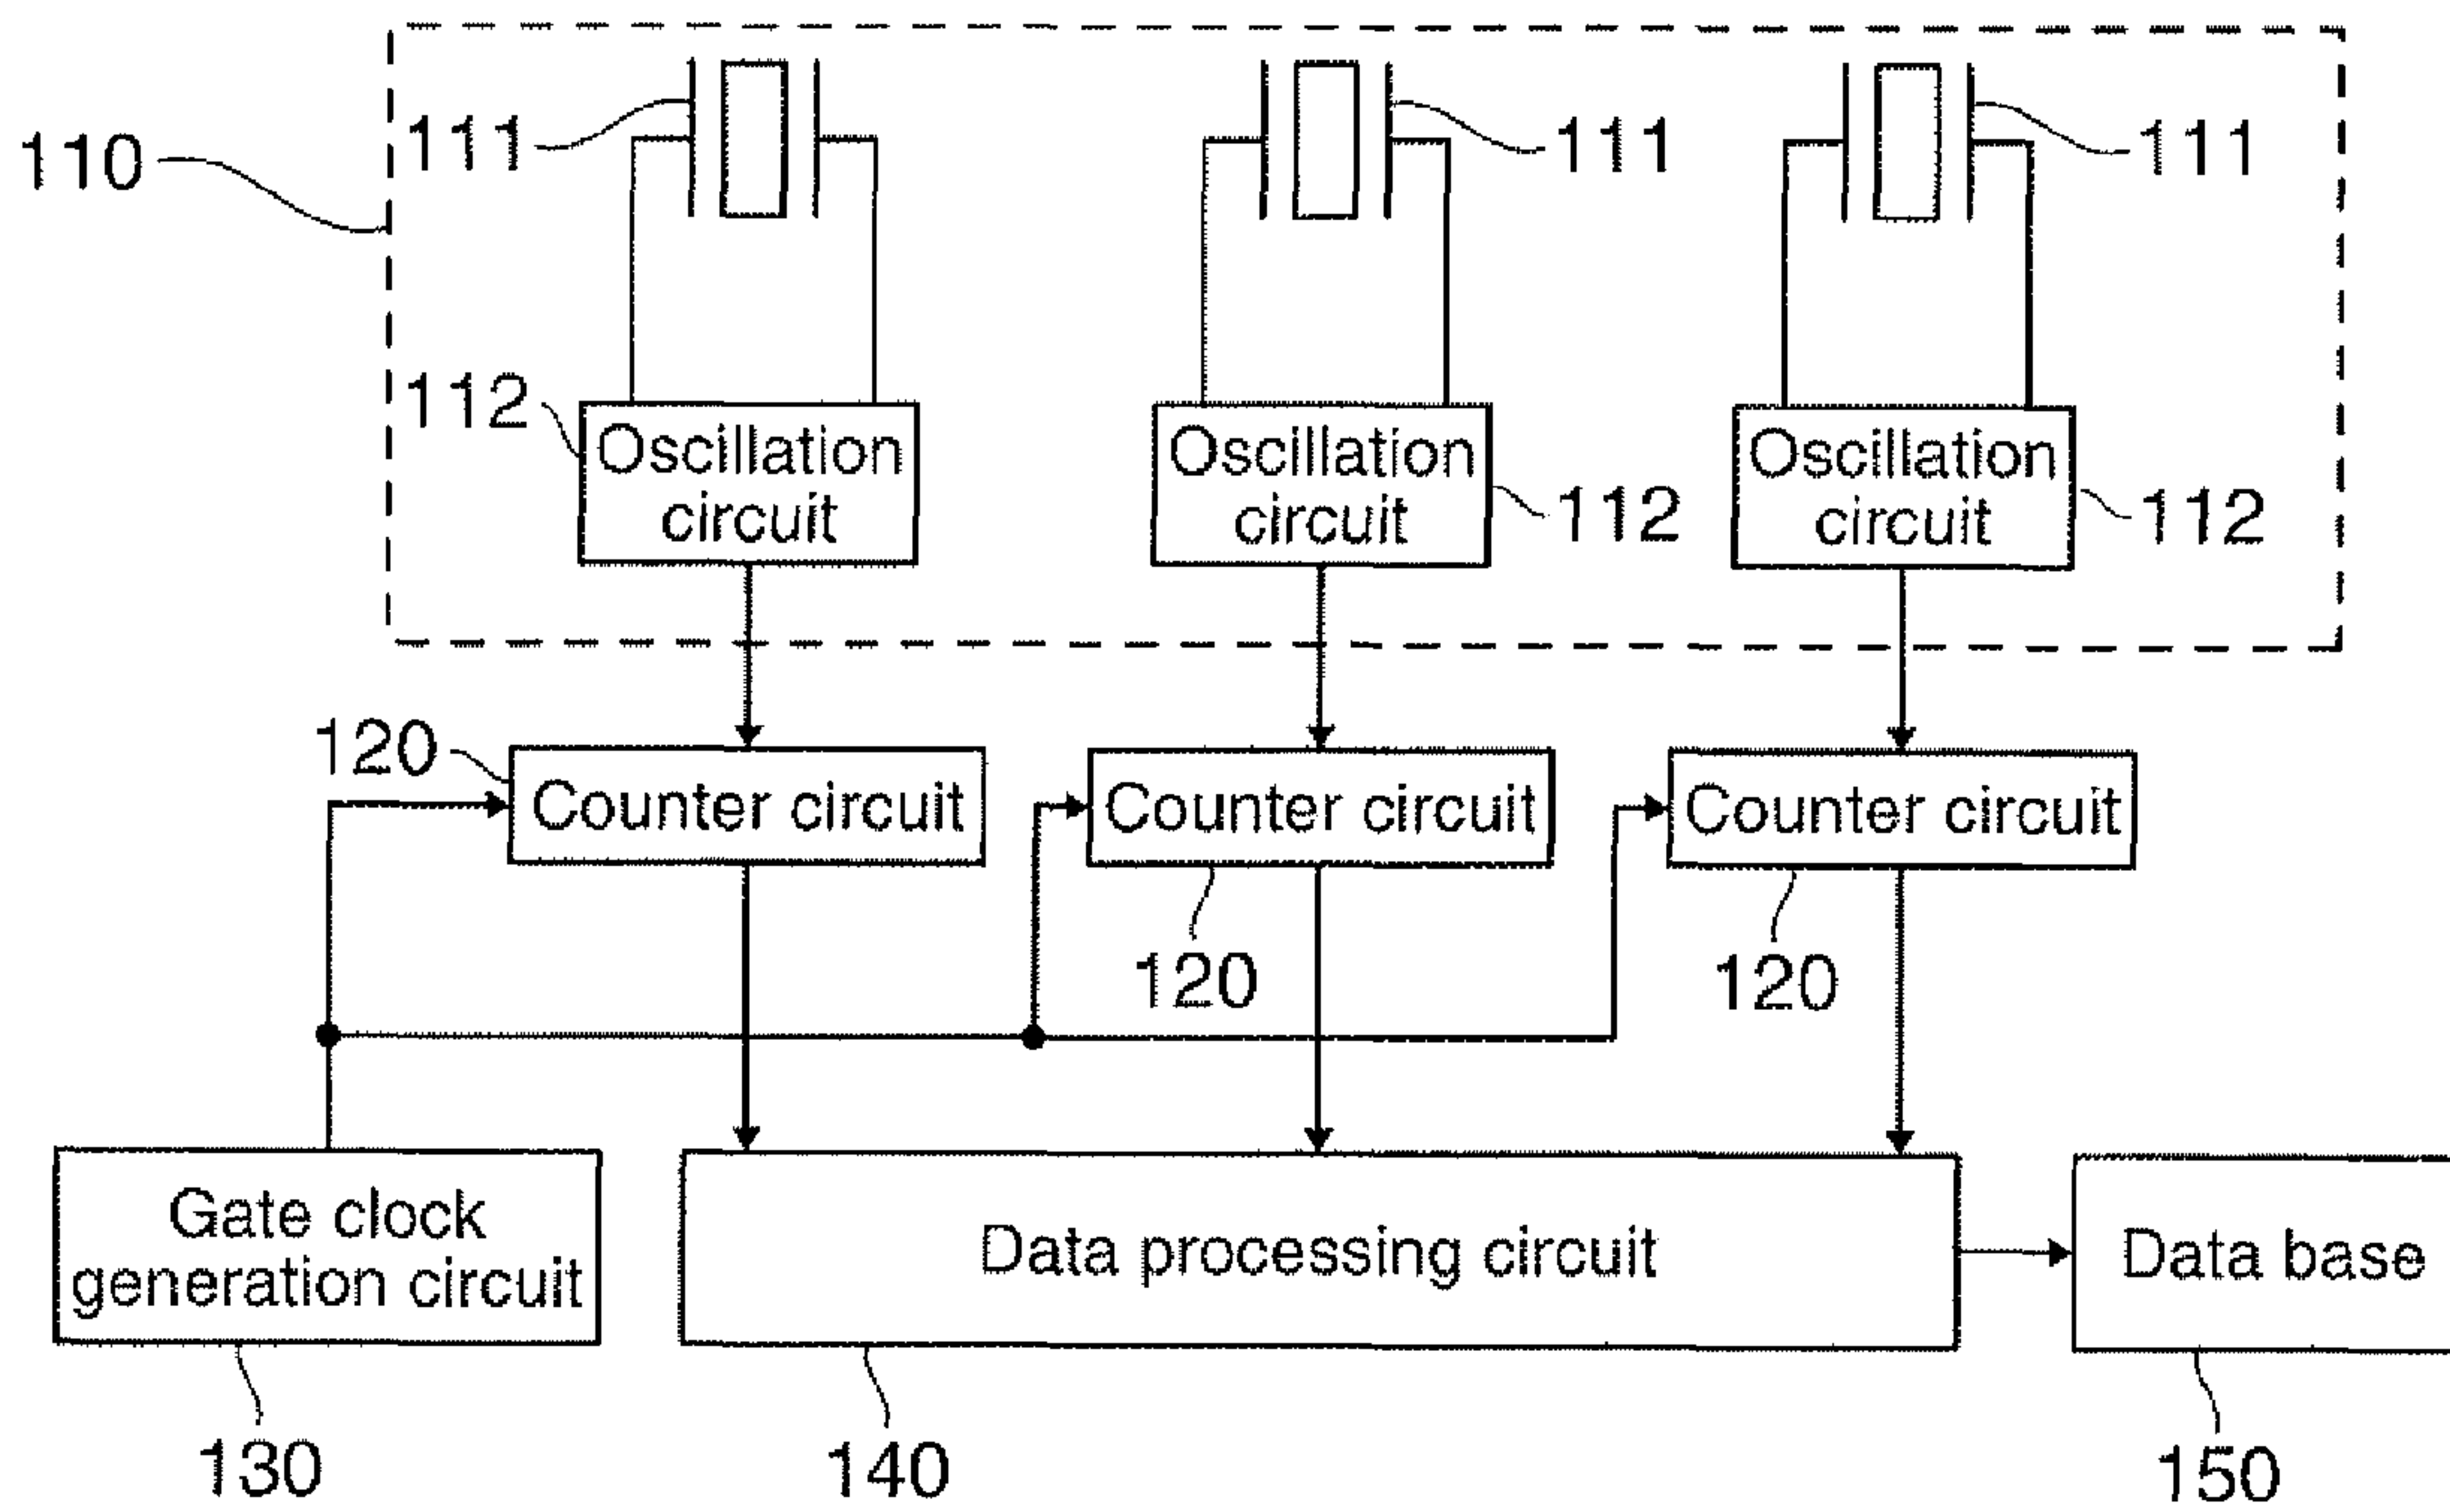 110
111
111
111
112
Oscillation
circuit
Oscillation
circuit
112
Oscillation
circuit
112
120
Counter circuit
Counter circuit
Counter circuit
120
120
Gate clock
generation circuit
Data processing circuit
Data base
130
140
150